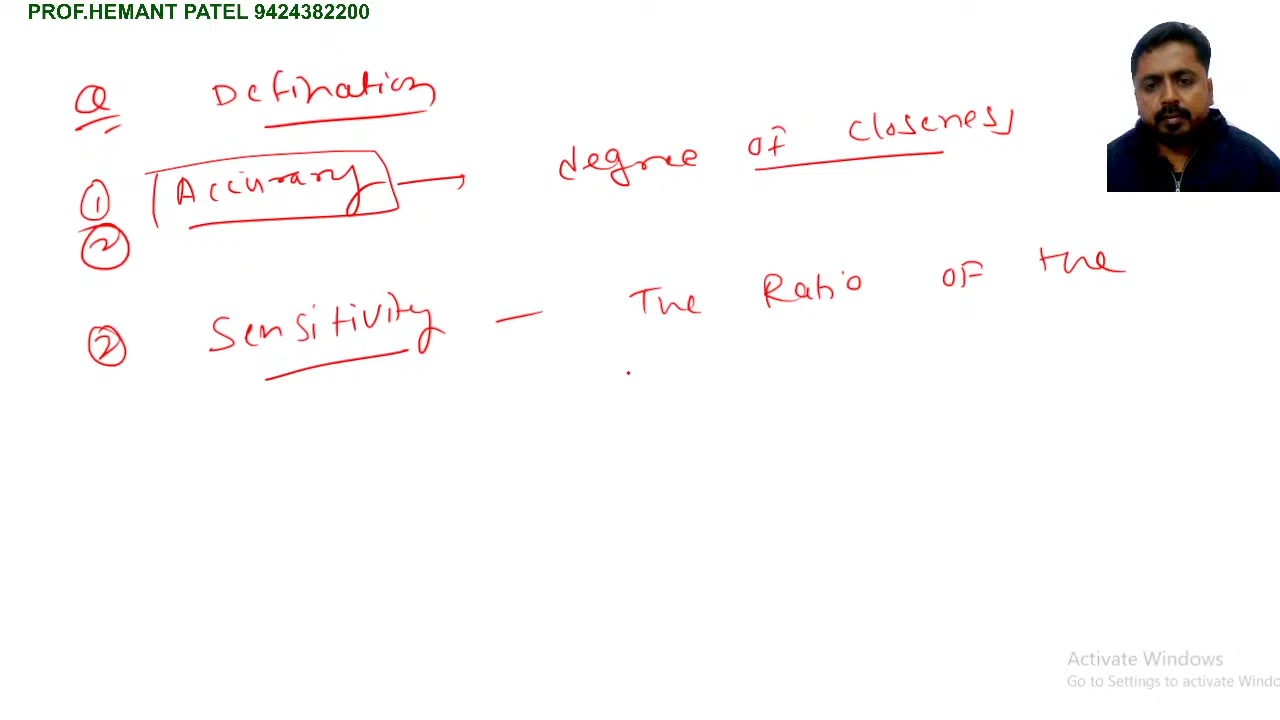 PROF.HEMANT PATEL 9424382200
Q Defination
① Accuracy → degree of closeness
②
② Sensitivity — The Ratio OF the
Activate Windows
Go to Settings to activate Windo